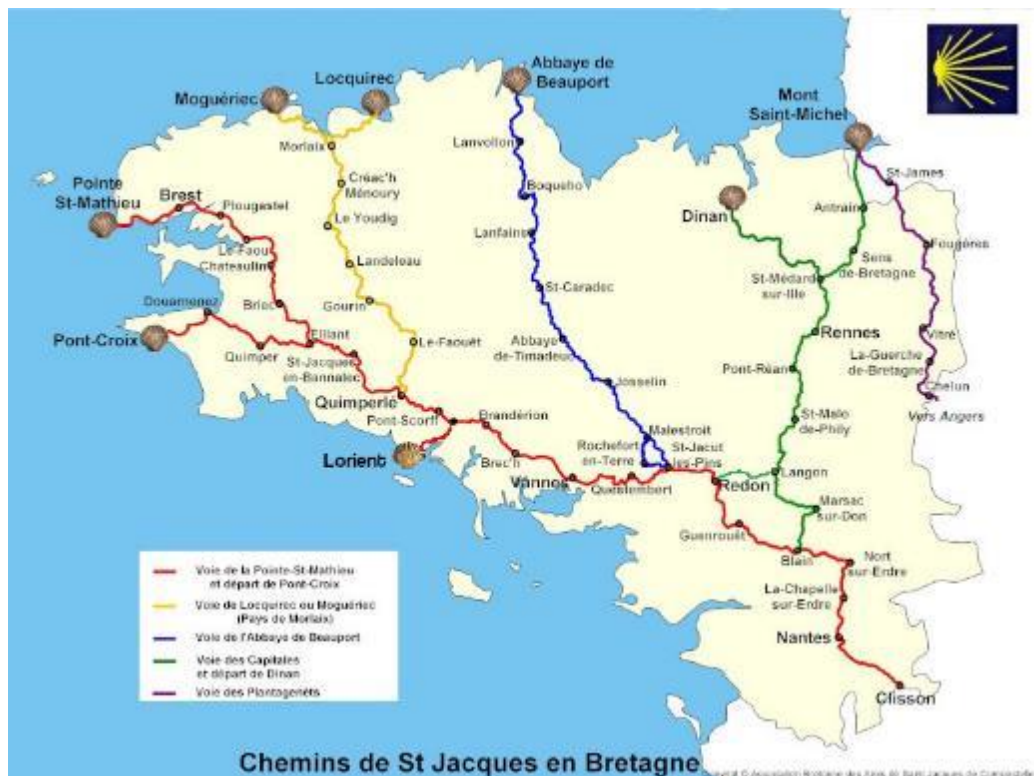 Abbaye de
Beauport
Locquirec
Moguériec
Mont
Saint-Michel
Morlaix
Lanvollon
St-James
Pointe
St-Mathieu
Brest
Créac'h
Ménoury
Boqueho
Plougastel
Dinan
Antrain
Le Youdig
Lanfains
Le-Faou
Fougères
Chateaulin
Landeleau
Sens
de-Bretagne
St-Médard
sur-Ille
St-Caradec
Douarnenez
Briec
Gourin
Pont-Croix
Elliant
Le-Faouët
Abbaye
de-Timadeuc
Rennes
Vitré
Quimper
St-Jacques
en-Bannalec
La-Guerche
de-Bretagne
Pont-Réan
Josselin
Chelun
Quimperlé
Vers Angers
Pont-Scorff
Brandérion
St-Malo
de-Phily
Malestroit
Rochefort
en-Terre
St-Jacut
les-Pins
Lorient
Brec'h
Langon
Vannes
Questembert
Redon
Marsac
sur-Don
Guenrouët
Blain
Nort
sur-Erdre
La-Chapelle
sur-Erdre
Nantes
Clisson
Voie de la Pointe-St-Mathieu
et départ de Pont-Croix
Voie de Locquirec ou Moguériec
(Pays de Morlaix)
Voie de l'Abbaye de Beauport
Voie des Capitales
et départ de Dinan
Voie des Plantagenêts
Chemins de St Jacques en Bretagne